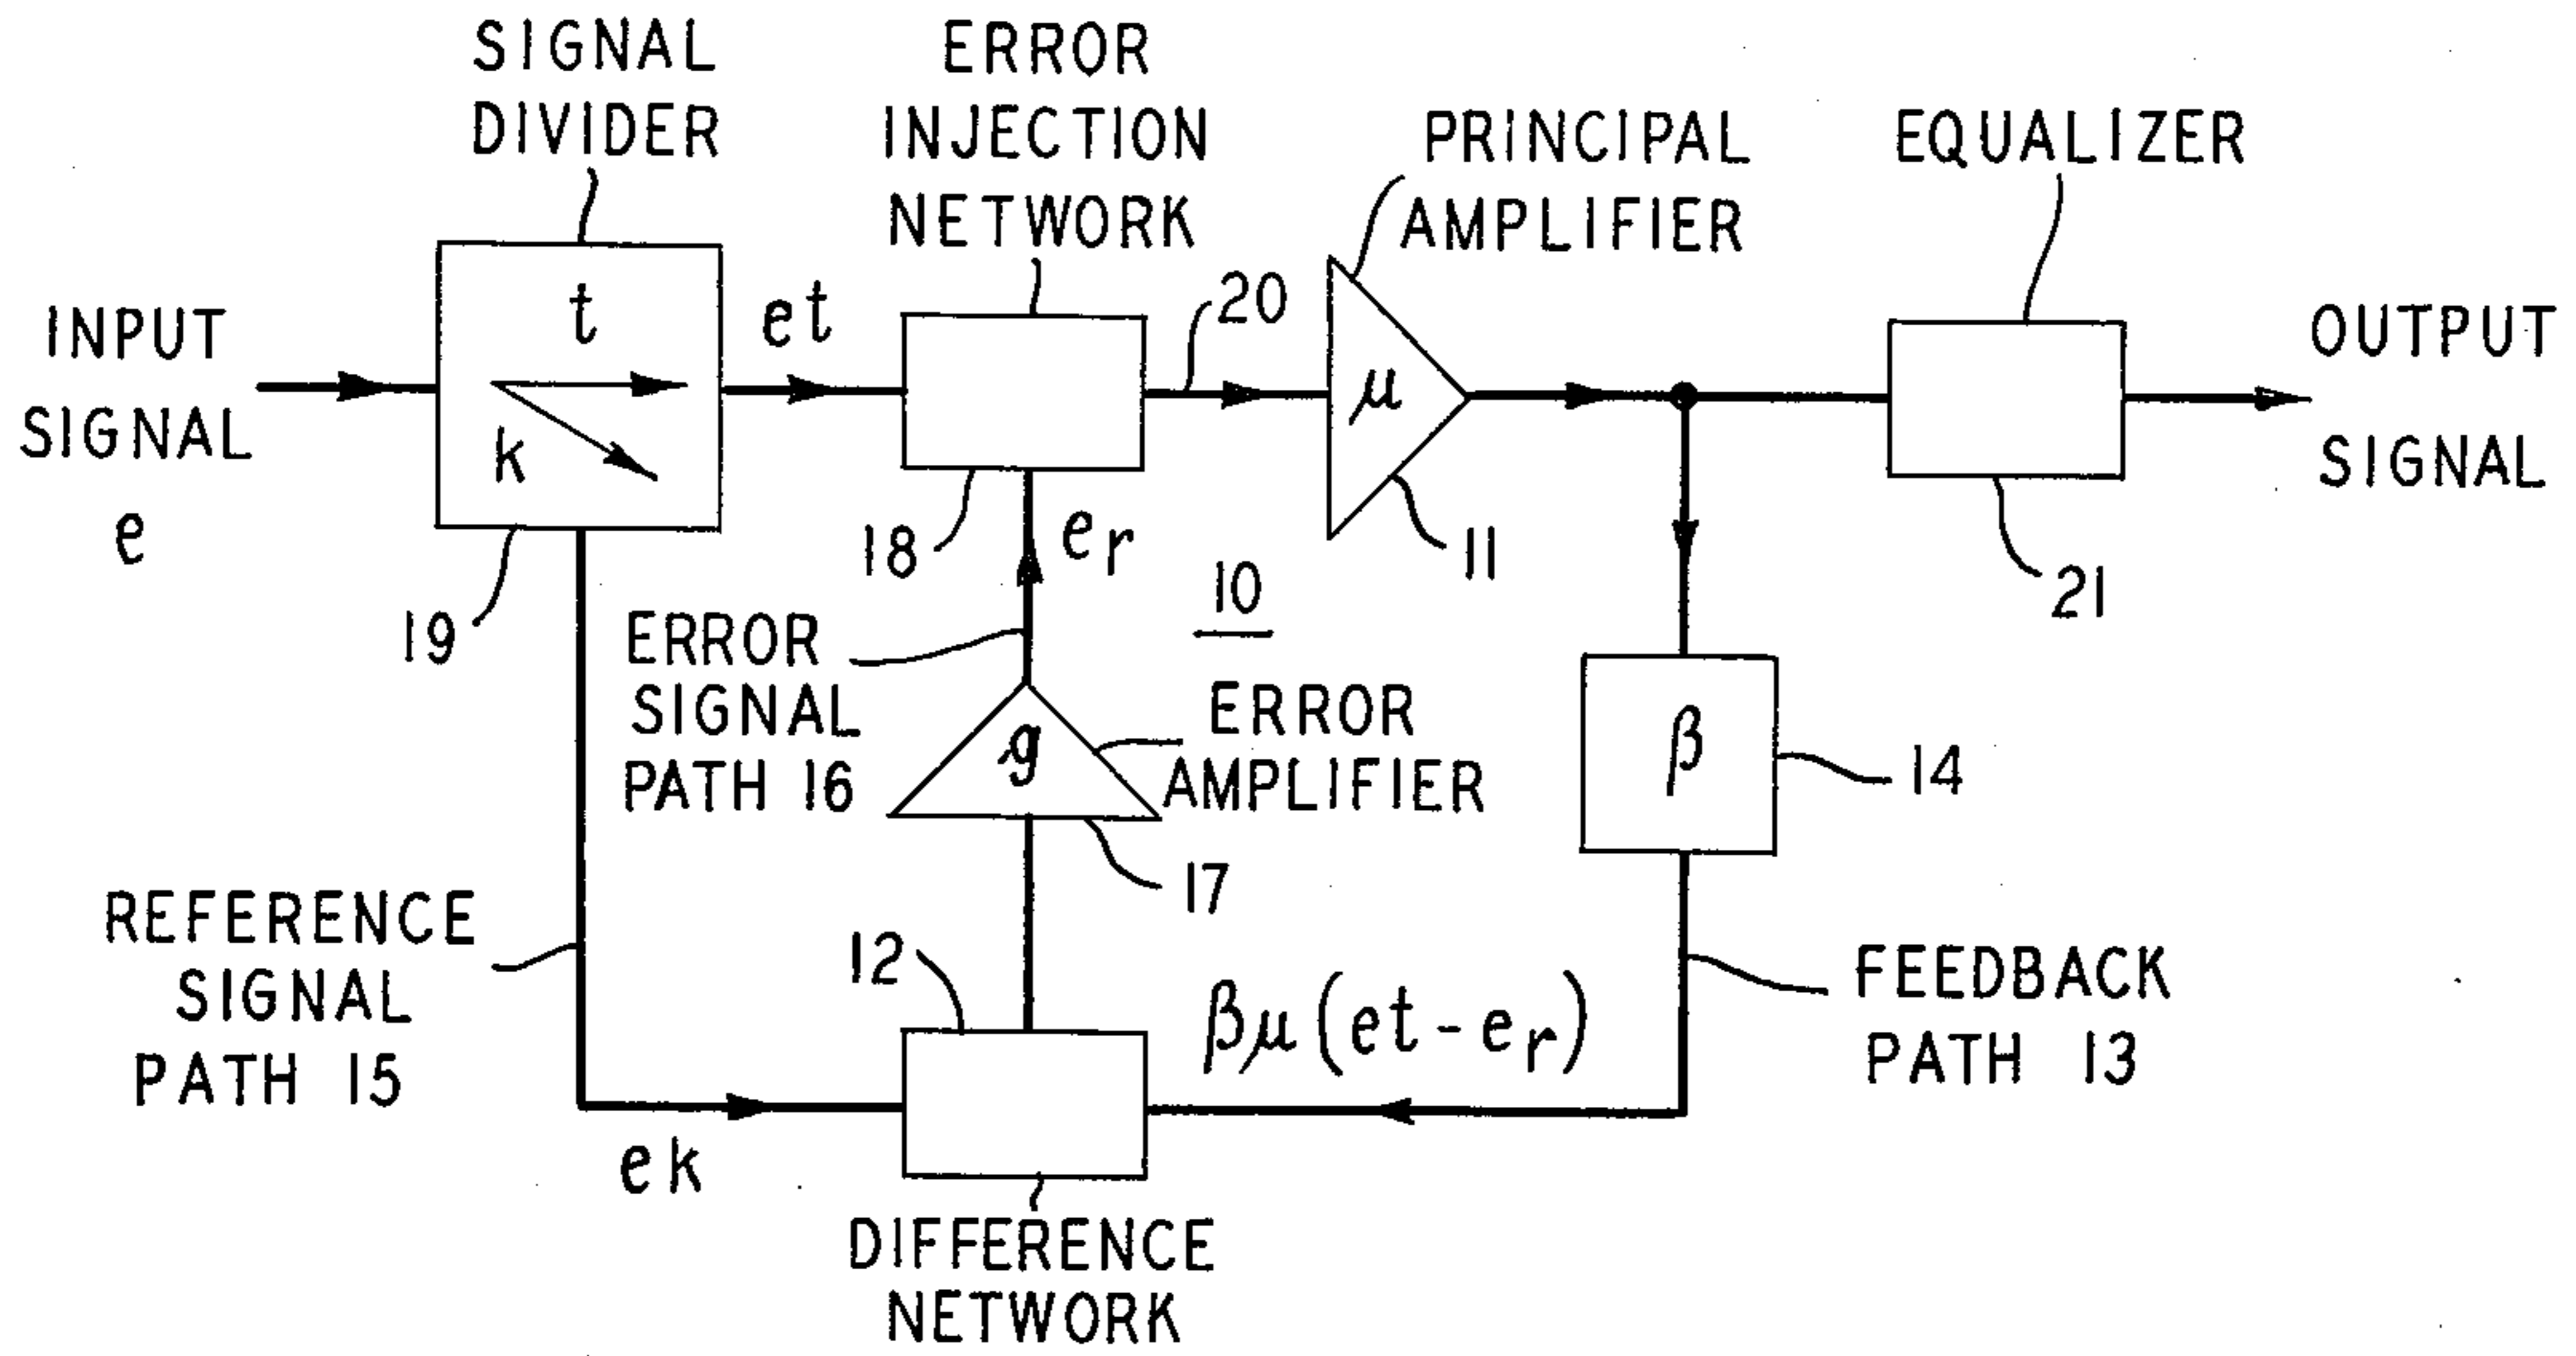 SIGNAL
DIVIDER
ERROR
INJECTION
NETWORK
PRINCIPAL
AMPLIFIER
EQUALIZER
INPUT
SIGNAL
e
t
k
et
20
μ
OUTPUT
SIGNAL
19
18
er
10
11
21
ERROR
SIGNAL
PATH 16
g
ERROR
AMPLIFIER
17
β
14
REFERENCE
SIGNAL
PATH 15
12
βμ(et-er)
FEEDBACK
PATH 13
ek
DIFFERENCE
NETWORK